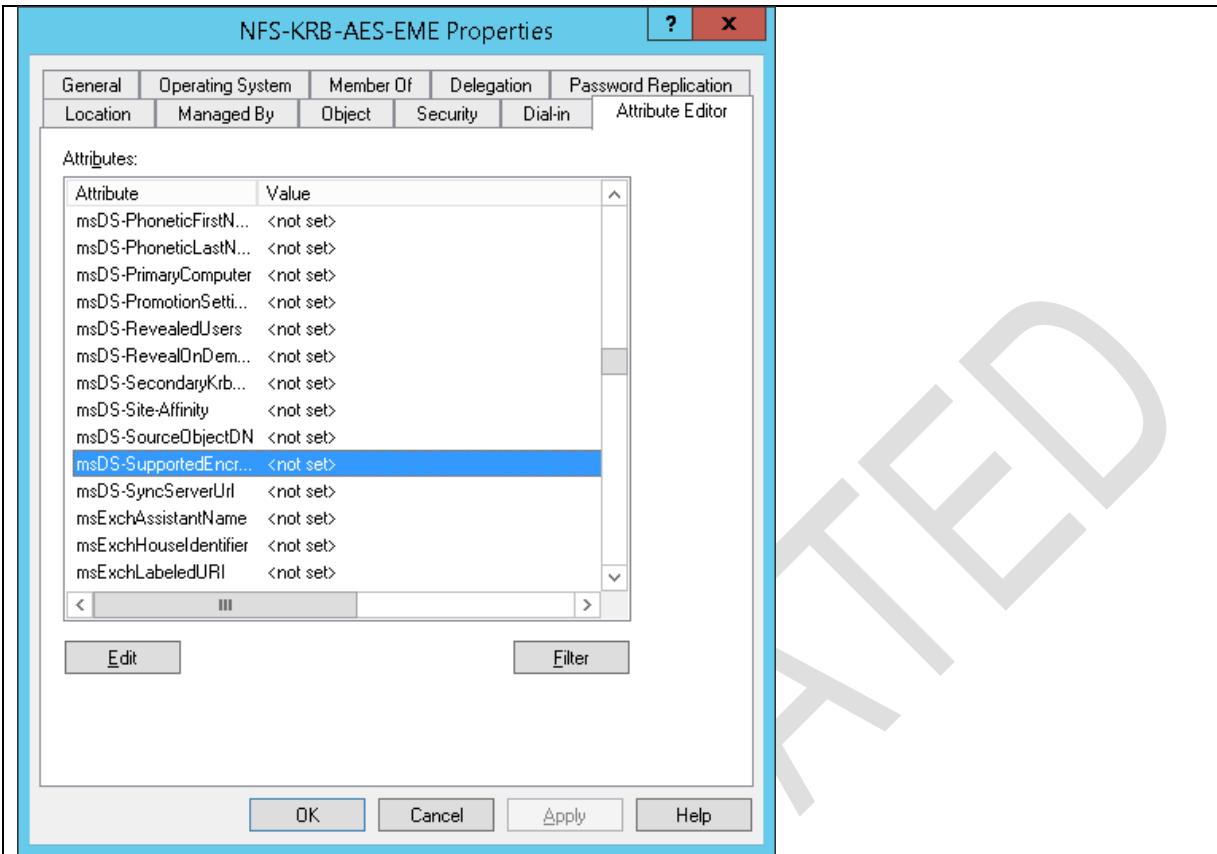 NFS-KRB-AES-EME Properties ? x
General Operating System Member Of Delegation Password Replication
Location Managed By Object Security Dial-in Attribute Editor
Attributes:
Attribute Value
msDS-PhoneticFirstN... <not set>
msDS-PhoneticLastN... <not set>
msDS-PrimaryComputer <not set>
msDS-PromotionSetti... <not set>
msDS-RevealedUsers <not set>
msDS-RevealOnDem... <not set>
msDS-SecondaryKrb... <not set>
msDS-Site-Affinity <not set>
msDS-SourceObjectDN <not set>
msDS-SupportedEncr... <not set>
msDS-SyncServerUrl <not set>
msExchAssistantName <not set>
msExchHouseIdentifier <not set>
msExchLabeledURI <not set>
Edit Filter
OK Cancel Apply Help
ATED